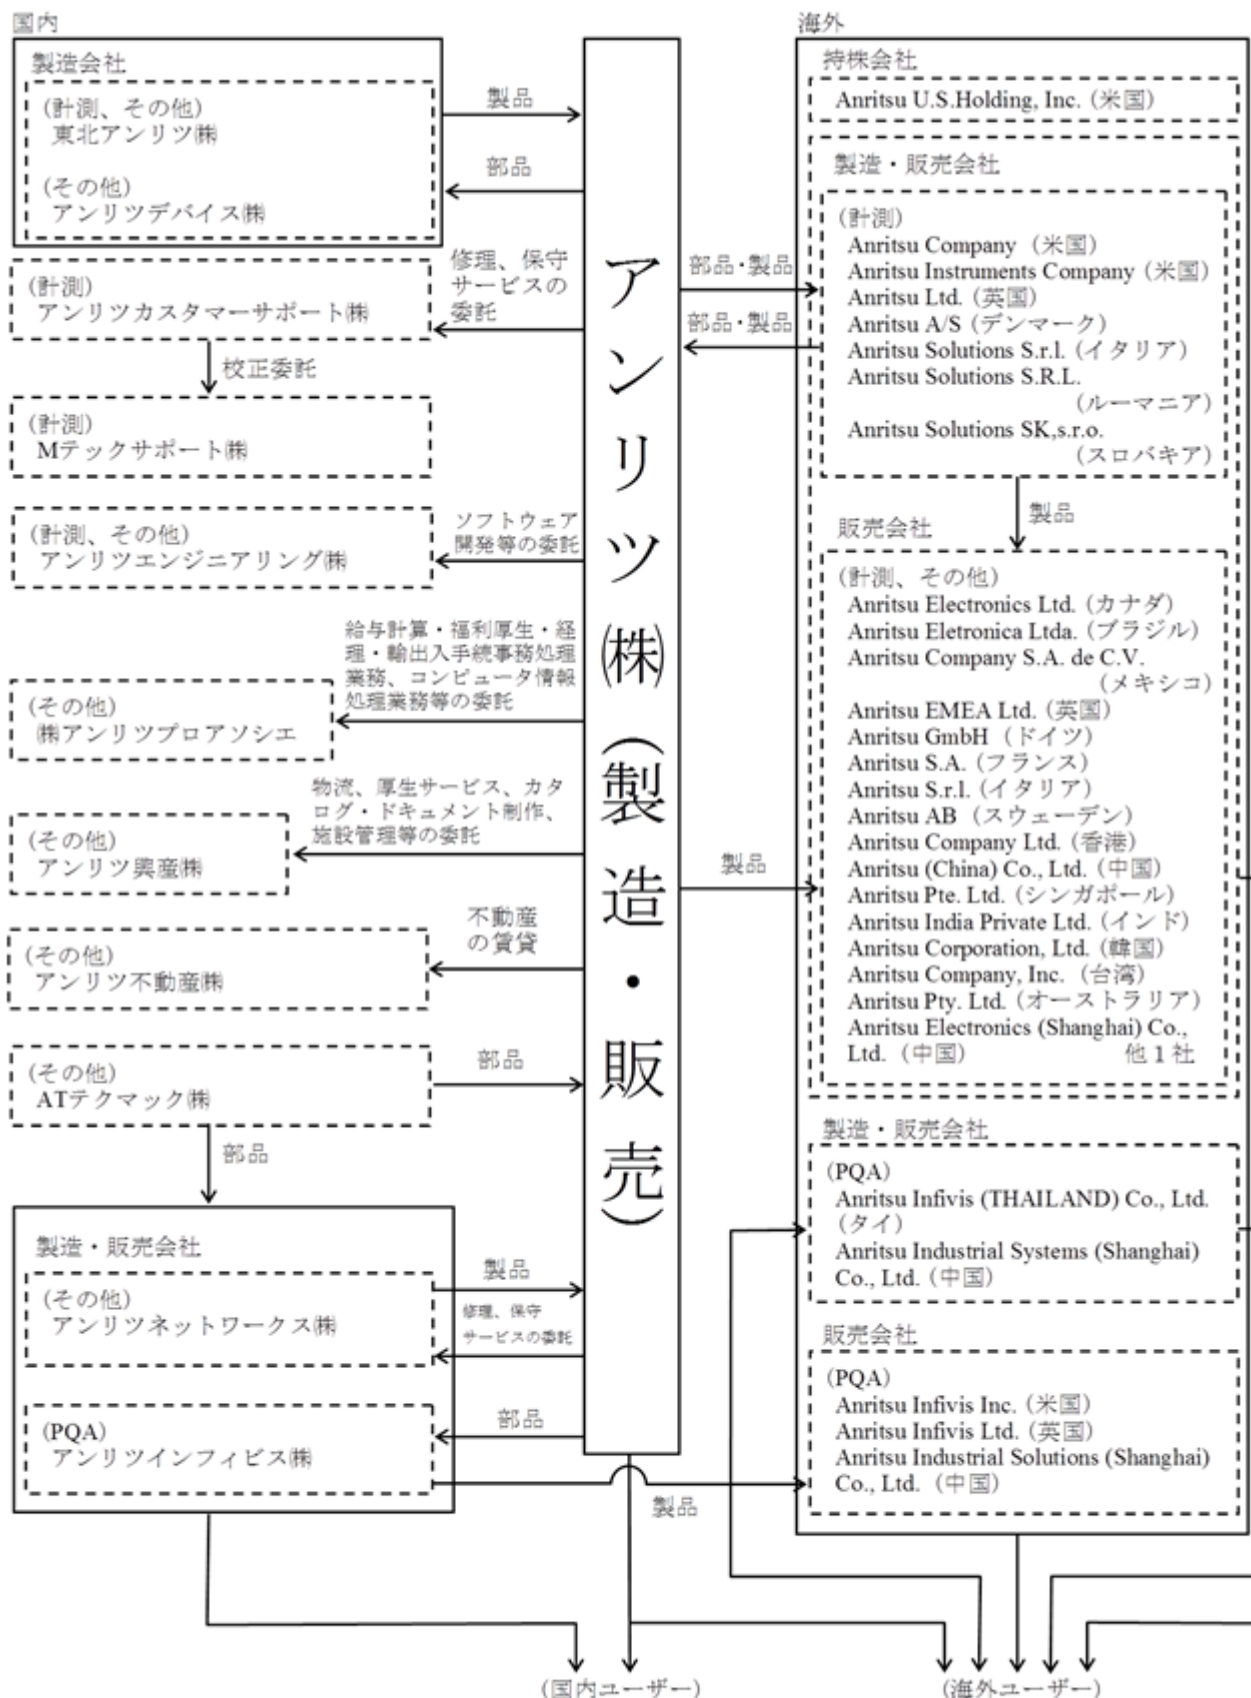 国内
製造会社
(計測、その他)
東北アンリツ㈱
(その他)
アンリツデバイス㈱
製品
部品
(計測)
アンリツカスタマーサポート㈱
修理、保守
サービスの
委託
校正委託
(計測)
Mテックサポート㈱
(計測、その他)
アンリツエンジニアリング㈱
ソフトウェア
開発等の委託
給与計算・福利厚生・経
理・輸出入手続事務処理
業務、コンピュータ情報
処理業務等の委託
(その他)
㈱アンリツプロアソシエ
物流、厚生サービス、カタ
ログ・ドキュメント制作、
施設管理等の委託
(その他)
アンリツ興産㈱
不動産
の賃貸
(その他)
アンリツ不動産㈱
(その他)
ATテクマック㈱
部品
部品
製造・販売会社
(その他)
アンリツネットワークス㈱
製品
修理、保守
サービスの委託
(PQA)
アンリツインフィビス㈱
部品
製品
アンリツ㈱(製造・販売)
部品・製品
部品・製品
製品
海外
持株会社
Anritsu U.S.Holding, Inc. (米国)
製造・販売会社
(計測)
Anritsu Company (米国)
Anritsu Instruments Company (米国)
Anritsu Ltd. (英国)
Anritsu A/S (デンマーク)
Anritsu Solutions S.r.l. (イタリア)
Anritsu Solutions S.R.L.
(ルーマニア)
Anritsu Solutions SK,s.r.o.
(スロバキア)
製品
販売会社
(計測、その他)
Anritsu Electronics Ltd. (カナダ)
Anritsu Eletronica Ltda. (ブラジル)
Anritsu Company S.A. de C.V.
(メキシコ)
Anritsu EMEA Ltd. (英国)
Anritsu GmbH (ドイツ)
Anritsu S.A. (フランス)
Anritsu S.r.l. (イタリア)
Anritsu AB (スウェーデン)
Anritsu Company Ltd. (香港)
Anritsu (China) Co., Ltd. (中国)
Anritsu Pte. Ltd. (シンガポール)
Anritsu India Private Ltd. (インド)
Anritsu Corporation, Ltd. (韓国)
Anritsu Company, Inc. (台湾)
Anritsu Pty. Ltd. (オーストラリア)
Anritsu Electronics (Shanghai) Co.,
Ltd. (中国) 他1社
製造・販売会社
(PQA)
Anritsu Infivis (THAILAND) Co., Ltd.
(タイ)
Anritsu Industrial Systems (Shanghai)
Co., Ltd. (中国)
販売会社
(PQA)
Anritsu Infivis Inc. (米国)
Anritsu Infivis Ltd. (英国)
Anritsu Industrial Solutions (Shanghai)
Co., Ltd. (中国)
(国内ユーザー)
(海外ユーザー)